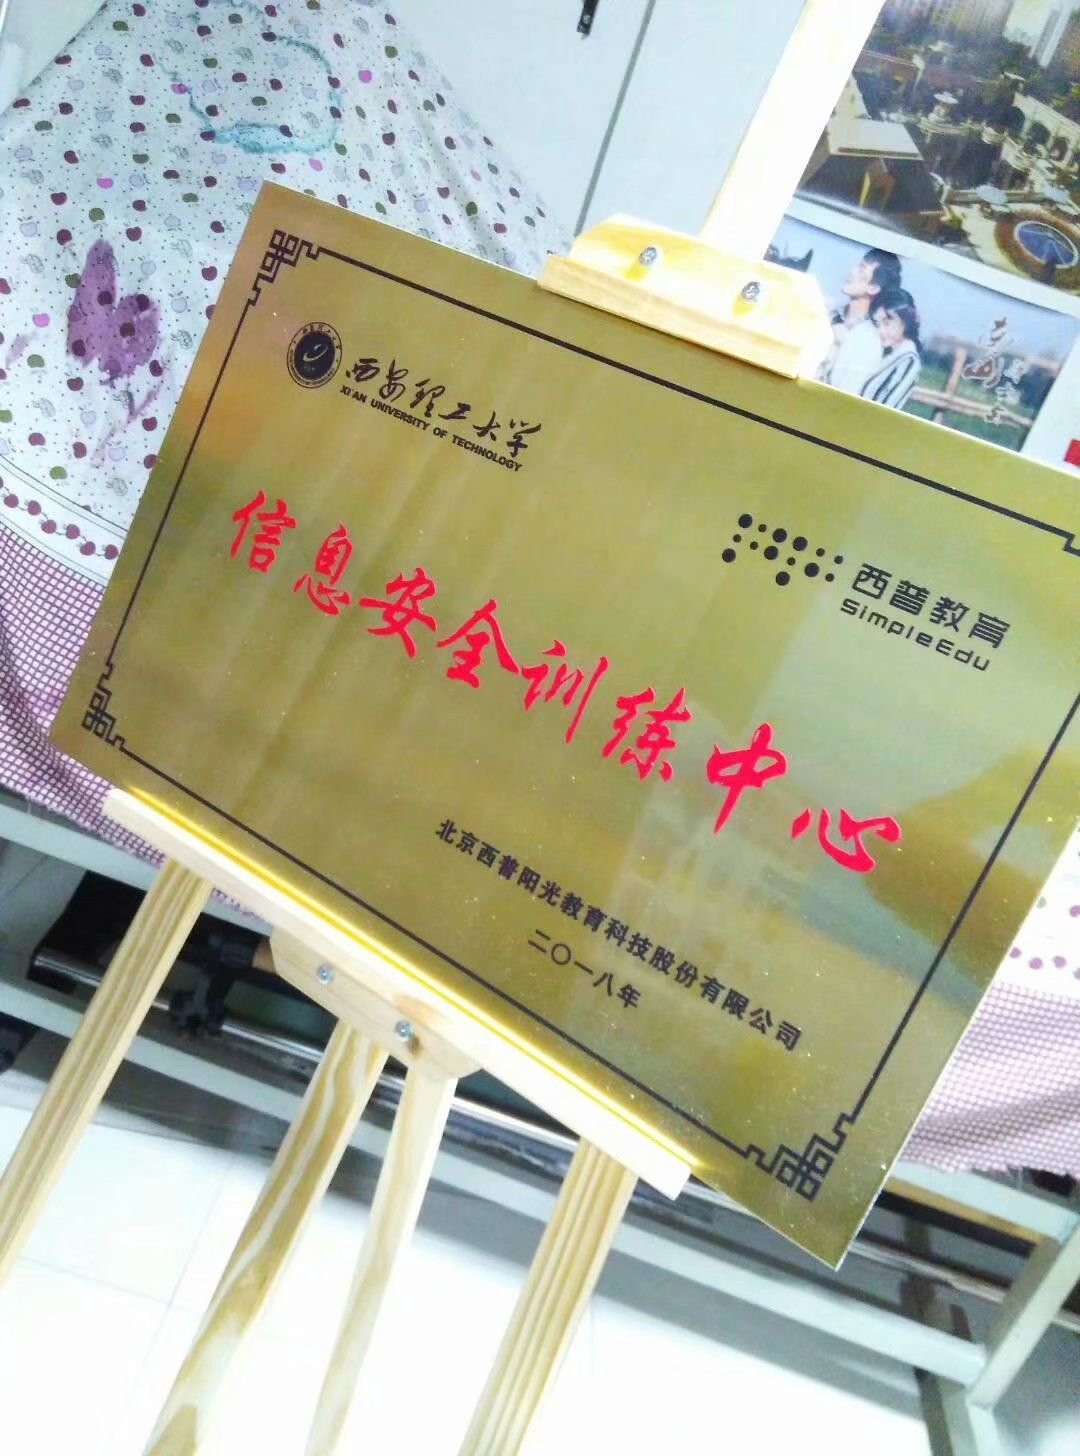 西安理工大学
XI'AN UNIVERSITY OF TECHNOLOGY
西普教育
SimpleEdu
信息安全训练中心
北京西普阳光教育科技股份有限公司
二〇一八年